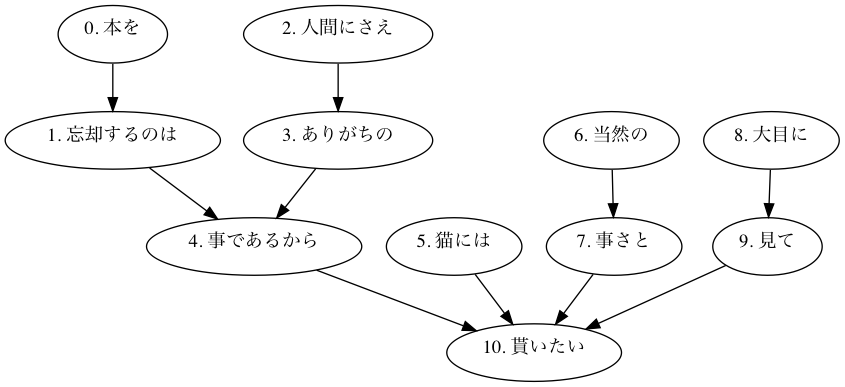 0. 本を
2. 人間にさえ
1. 忘却するのは
3. ありがちの
6. 当然の
8. 大目に
4. 事であるから
5. 猫には
7. 事さと
9. 見て
10. 貰いたい